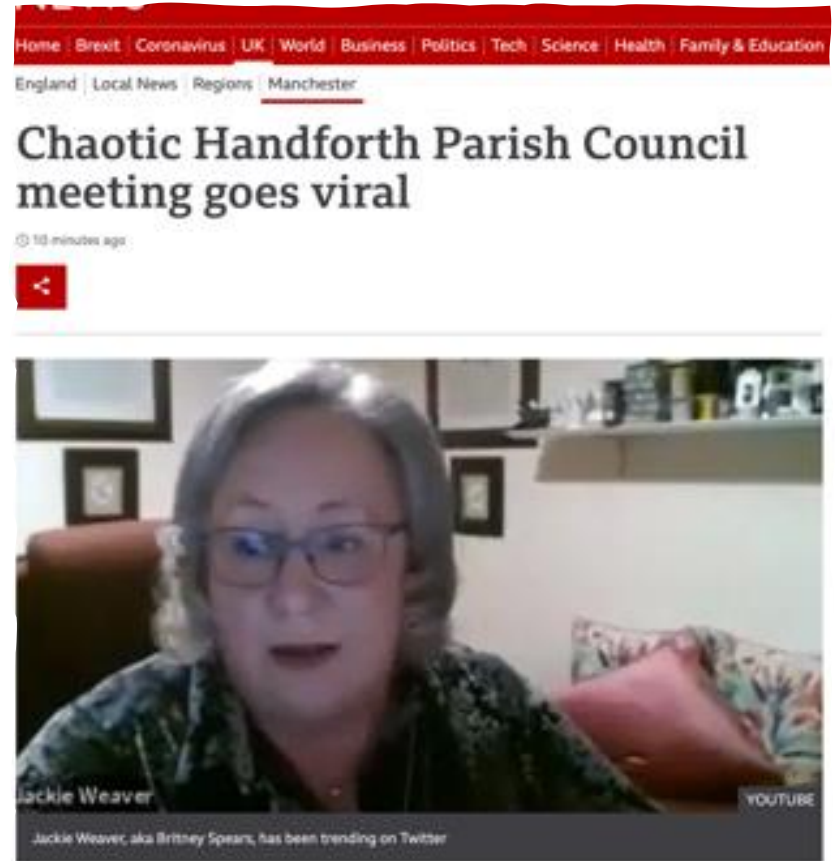 Home Brexit Coronavirus UK World Business Politics Tech Science Health Family & Education
England Local News Regions Manchester
Chaotic Handforth Parish Council
meeting goes viral
10 minutes ago
Jackie Weaver
YOUTUBE
Jackie Weaver, aka Britney Spears, has been trending on Twitter